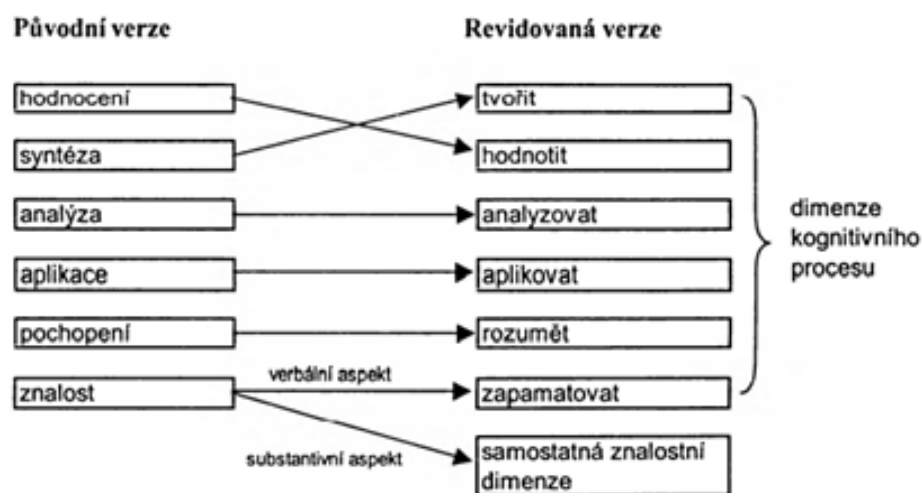 Původní verze
Revidovaná verze
hodnocení
tvořit
syntéza
hodnotit
analýza
analyzovat
aplikace
aplikovat
pochopení
rozumět
znalost
verbální aspekt
zapamatovat
substantivní aspekt
samostatná znalostní
dimenze
dimenze
kognitivního
procesu